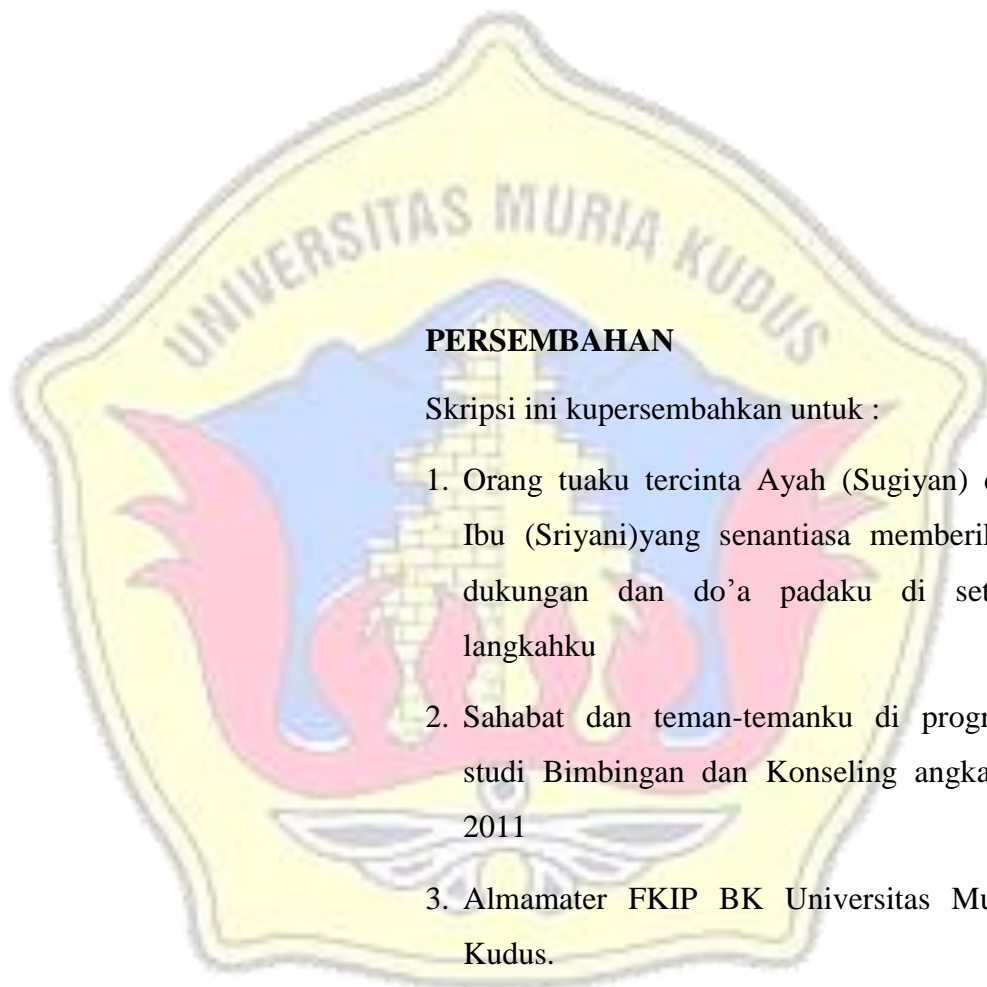 UNIVERSITAS MURIA KUDUS
PERSEMBAHAN
Skripsi ini kupersembahkan untuk :
1. Orang tuaku tercinta Ayah (Sugiyan)
Ibu (Sriyani)yang senantiasa
dukungan dan do’a padaku di
langkahku
2. Sahabat dan teman-temanku di
studi Bimbingan dan Konseling
2011
3. Almamater FKIP BK Universitas
Kudus.